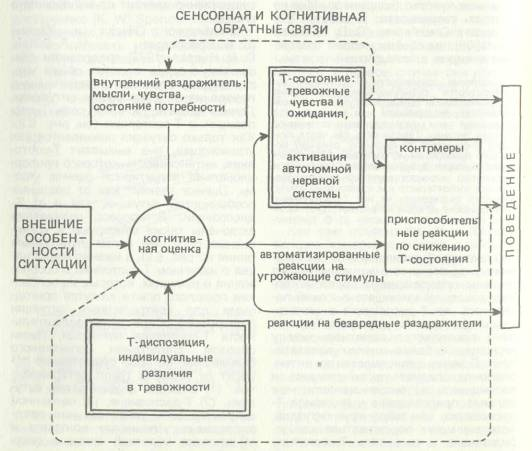 СЕНСОРНАЯ И КОГНИТИВНАЯ
ОБРАТНЫЕ СВЯЗИ
Внутренний раздражитель:
мысли, чувства,
состояние потребности
Т-состояние:
тревожные
чувства и
ожидания,
активация
автономной
нервной
системы
контрмеры
приспособитель
ные реакции
по снижению
Т-состояния
ПОВЕДЕНИЕ
ВНЕШНИЕ
ОСОБЕН-
НОСТИ
СИТУАЦИИ
КОГНИТИВ-
НАЯ ОЦЕНКА
автоматизированные
реакции на
угрожающие стимулы
реакции на безвредные раздражители
Т-диспозиция,
индивидуальные
различия
в тревожности